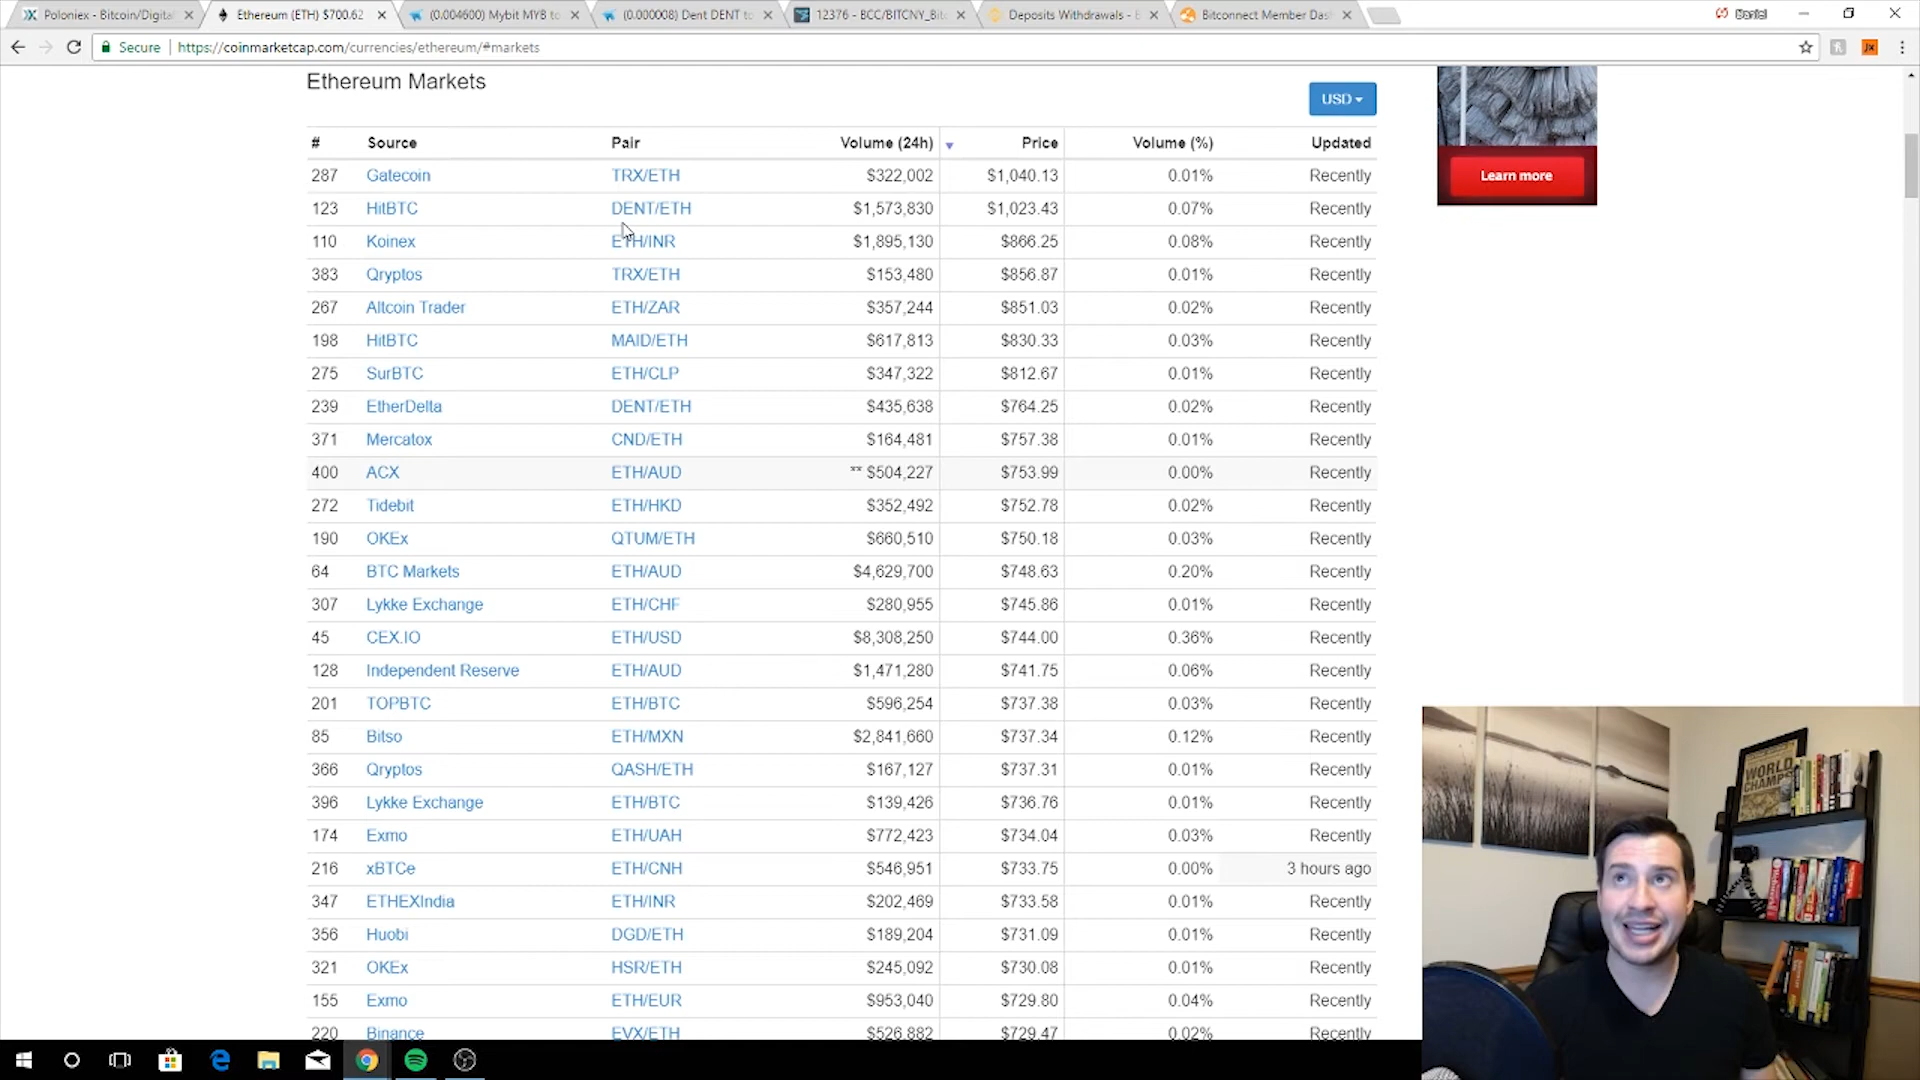 Poloniex - Bitcoin/Digital
Ethereum (ETH) $700.62
(0.004600) Mybit MYB to
(0.000008) Dent DENT to
12376 - BCC/BITCNY_Bit
Deposits Withdrawals - B
Bitconnect Member Das
Daniel
Secure
https://coinmarketcap.com/currencies/ethereum/#markets
JX
Ethereum Markets
USD
Learn more
# Source Pair Volume (24h) Price Volume (%) Updated
287 Gatecoin TRX/ETH $322,002 $1,040.13 0.01% Recently
123 HitBTC DENT/ETH $1,573,830 $1,023.43 0.07% Recently
110 Koinex ETH/INR $1,895,130 $866.25 0.08% Recently
383 Qryptos TRX/ETH $153,480 $856.87 0.01% Recently
267 Altcoin Trader ETH/ZAR $357,244 $851.03 0.02% Recently
198 HitBTC MAID/ETH $617,813 $830.33 0.03% Recently
275 SurBTC ETH/CLP $347,322 $812.67 0.01% Recently
239 EtherDelta DENT/ETH $435,638 $764.25 0.02% Recently
371 Mercatox CND/ETH $164,481 $757.38 0.01% Recently
400 ACX ETH/AUD ** $504,227 $753.99 0.00% Recently
272 Tidebit ETH/HKD $352,492 $752.78 0.02% Recently
190 OKEx QTUM/ETH $660,510 $750.18 0.03% Recently
64 BTC Markets ETH/AUD $4,629,700 $748.63 0.20% Recently
307 Lykke Exchange ETH/CHF $280,955 $745.86 0.01% Recently
45 CEX.IO ETH/USD $8,308,250 $744.00 0.36% Recently
128 Independent Reserve ETH/AUD $1,471,280 $741.75 0.06% Recently
201 TOPBTC ETH/BTC $596,254 $737.38 0.03% Recently
85 Bitso ETH/MXN $2,841,660 $737.34 0.12% Recently
366 Qryptos QASH/ETH $167,127 $737.31 0.01% Recently
396 Lykke Exchange ETH/BTC $139,426 $736.76 0.01% Recently
174 Exmo ETH/UAH $772,423 $734.04 0.03% Recently
216 xBTCe ETH/CNH $546,951 $733.75 0.00% 3 hours ago
347 ETHEXIndia ETH/INR $202,469 $733.58 0.01% Recently
356 Huobi DGD/ETH $189,204 $731.09 0.01% Recently
321 OKEx HSR/ETH $245,092 $730.08 0.01% Recently
155 Exmo ETH/EUR $953,040 $729.80 0.04% Recently
220 Binance EVX/ETH $526,882 $729.47 0.02% Recently
WORLD
CHAMPS